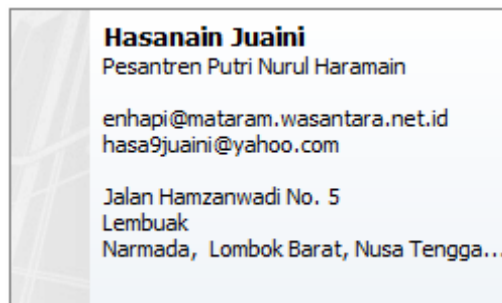 Hasanain Juaini
Pesantren Putri Nurul Haramain
enhapi@mataram.wasantara.net.id
hasa9juaini@yahoo.com
Jalan Hamzanwadi No. 5
Lembuak
Narmada, Lombok Barat, Nusa Tengga...